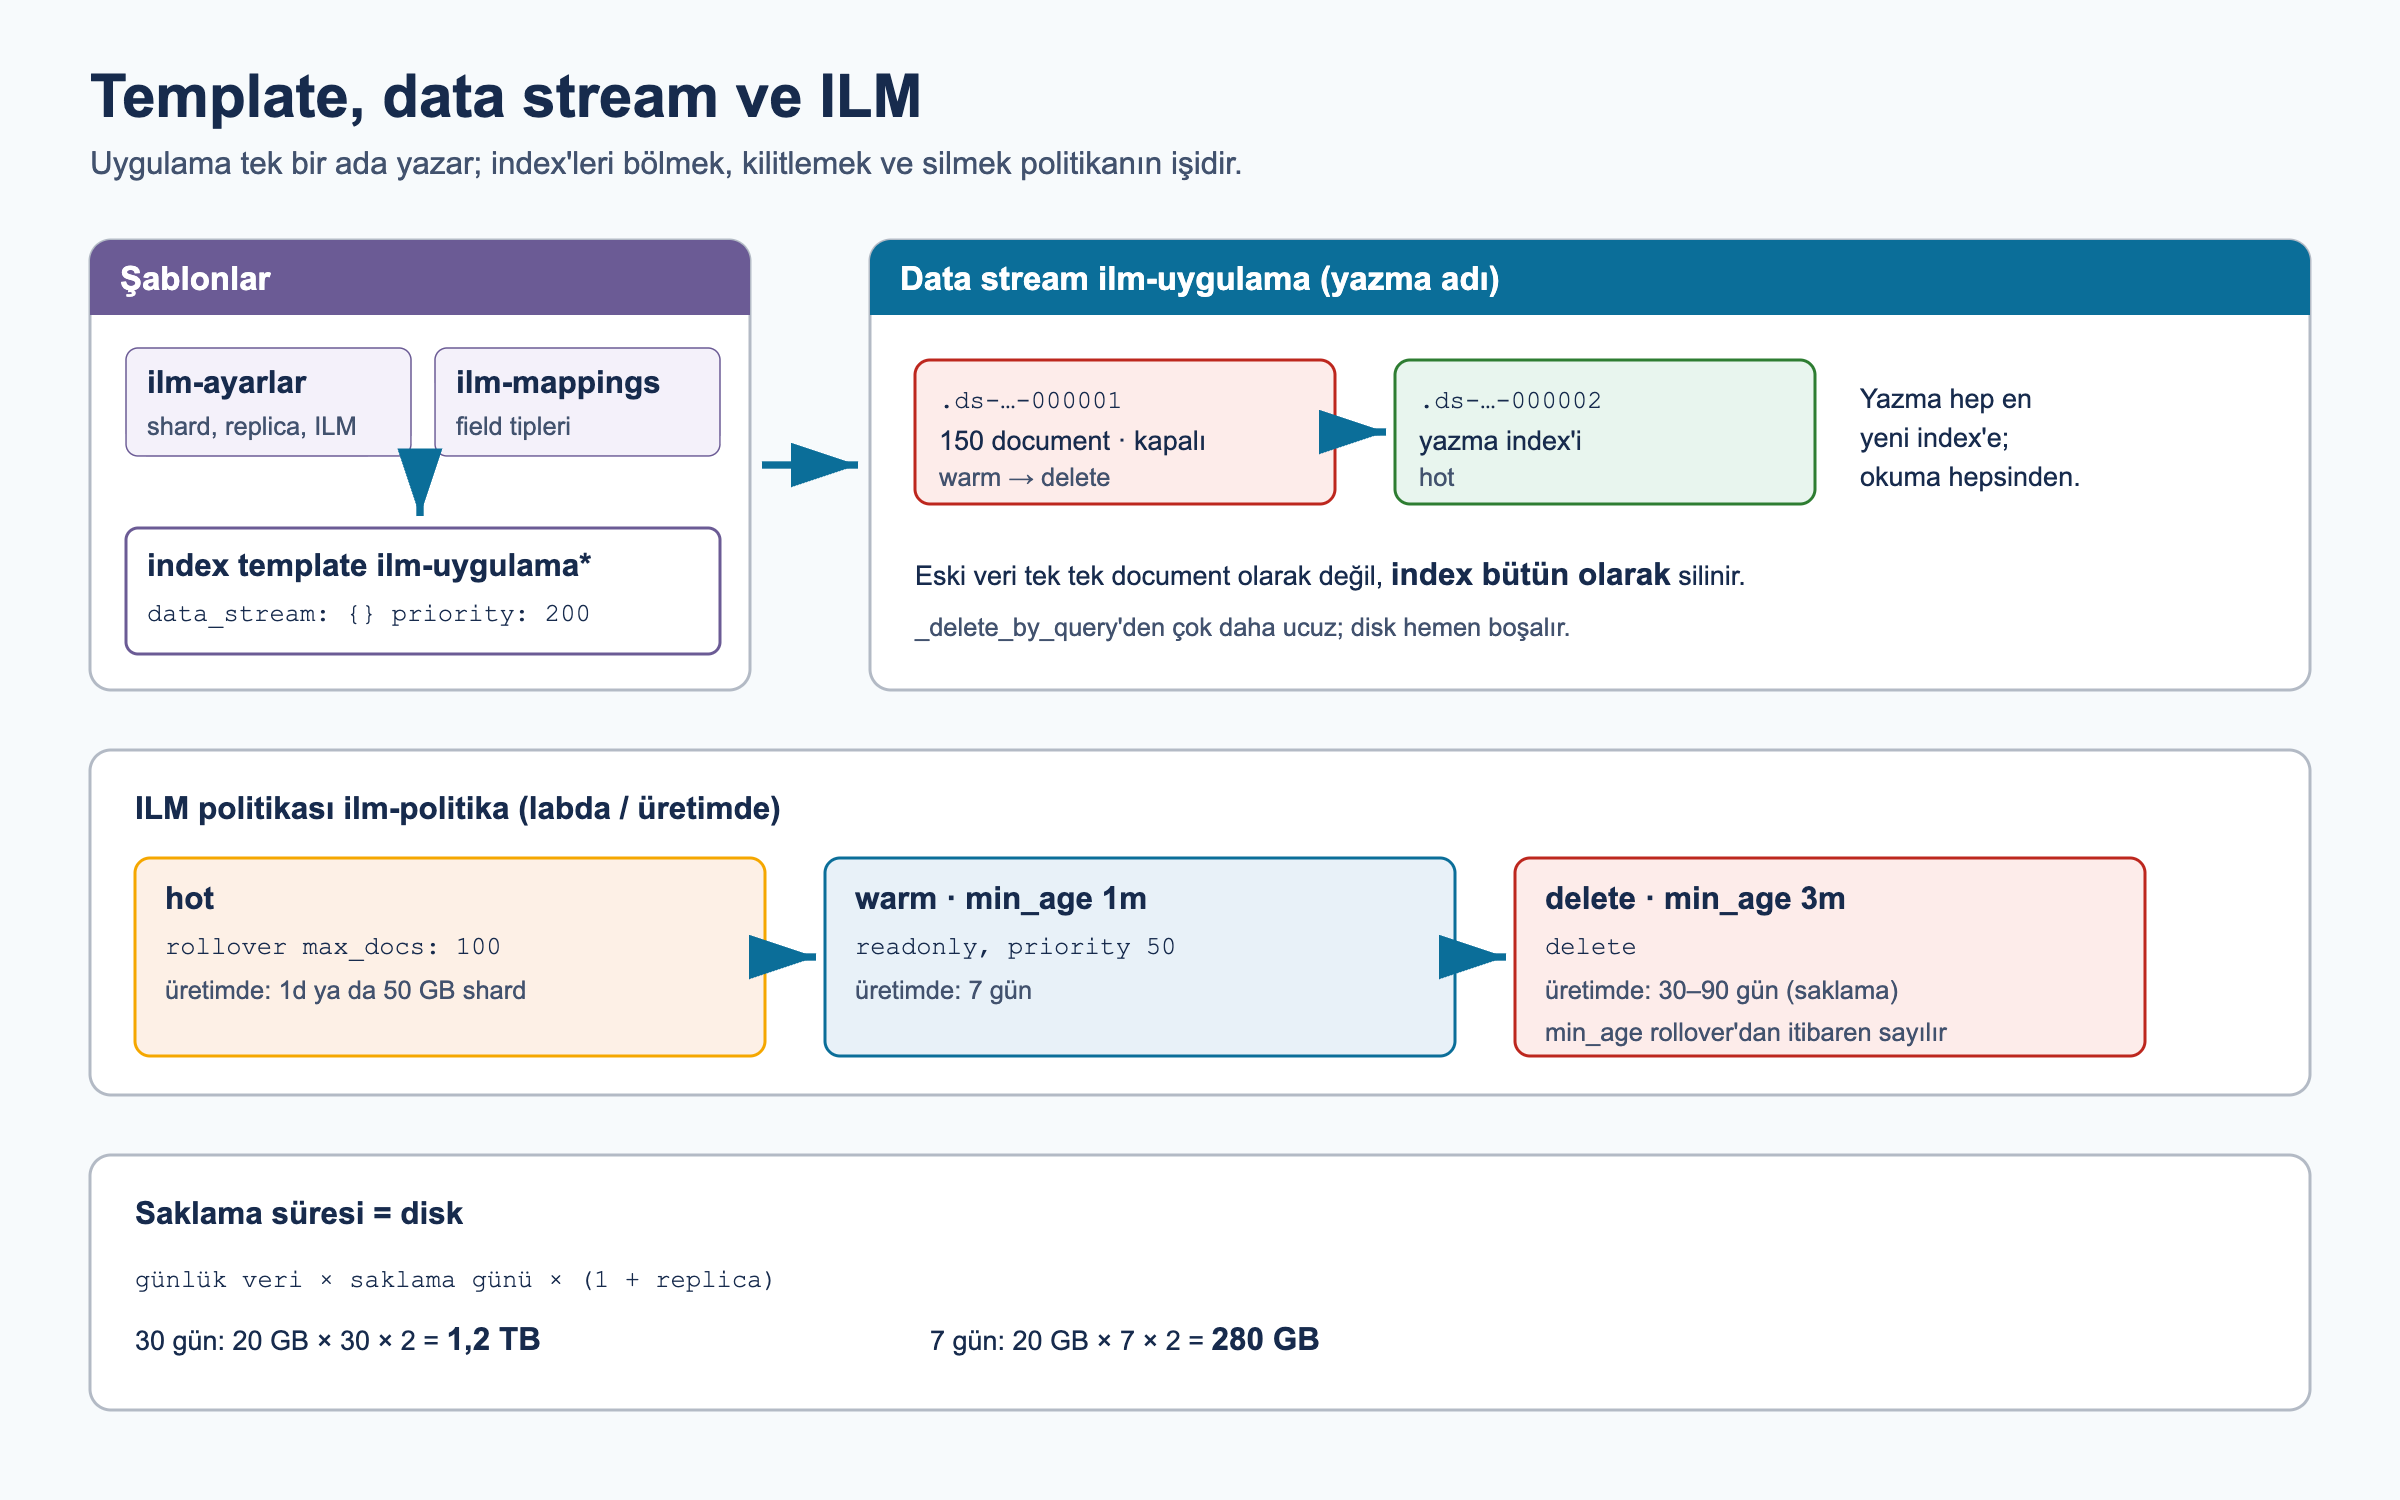 Template, data stream ve ILM
Uygulama tek bir ada yazar; index'leri bölmek, kilitlemek ve silmek politikanın işidir.
Şablonlar
ilm-ayarlar
shard, replica, ILM
ilm-mappings
field tipleri
index template ilm-uygulama*
data_stream: {} priority: 200
Data stream ilm-uygulama (yazma adı)
.ds-…-000001
150 document · kapalı
warm → delete
.ds-…-000002
yazma index'i
hot
Yazma hep en
yeni index'e;
okuma hepsinden.
Eski veri tek tek document olarak değil, index bütün olarak silinir.
_delete_by_query'den çok daha ucuz; disk hemen boşalır.
ILM politikası ilm-politika (labda / üretimde)
hot
rollover max_docs: 100
üretimde: 1d ya da 50 GB shard
warm · min_age 1m
readonly, priority 50
üretimde: 7 gün
delete · min_age 3m
delete
üretimde: 30–90 gün (saklama)
min_age rollover'dan itibaren sayılır
Saklama süresi = disk
günlük veri × saklama günü × (1 + replica)
30 gün: 20 GB × 30 × 2 = 1,2 TB
7 gün: 20 GB × 7 × 2 = 280 GB